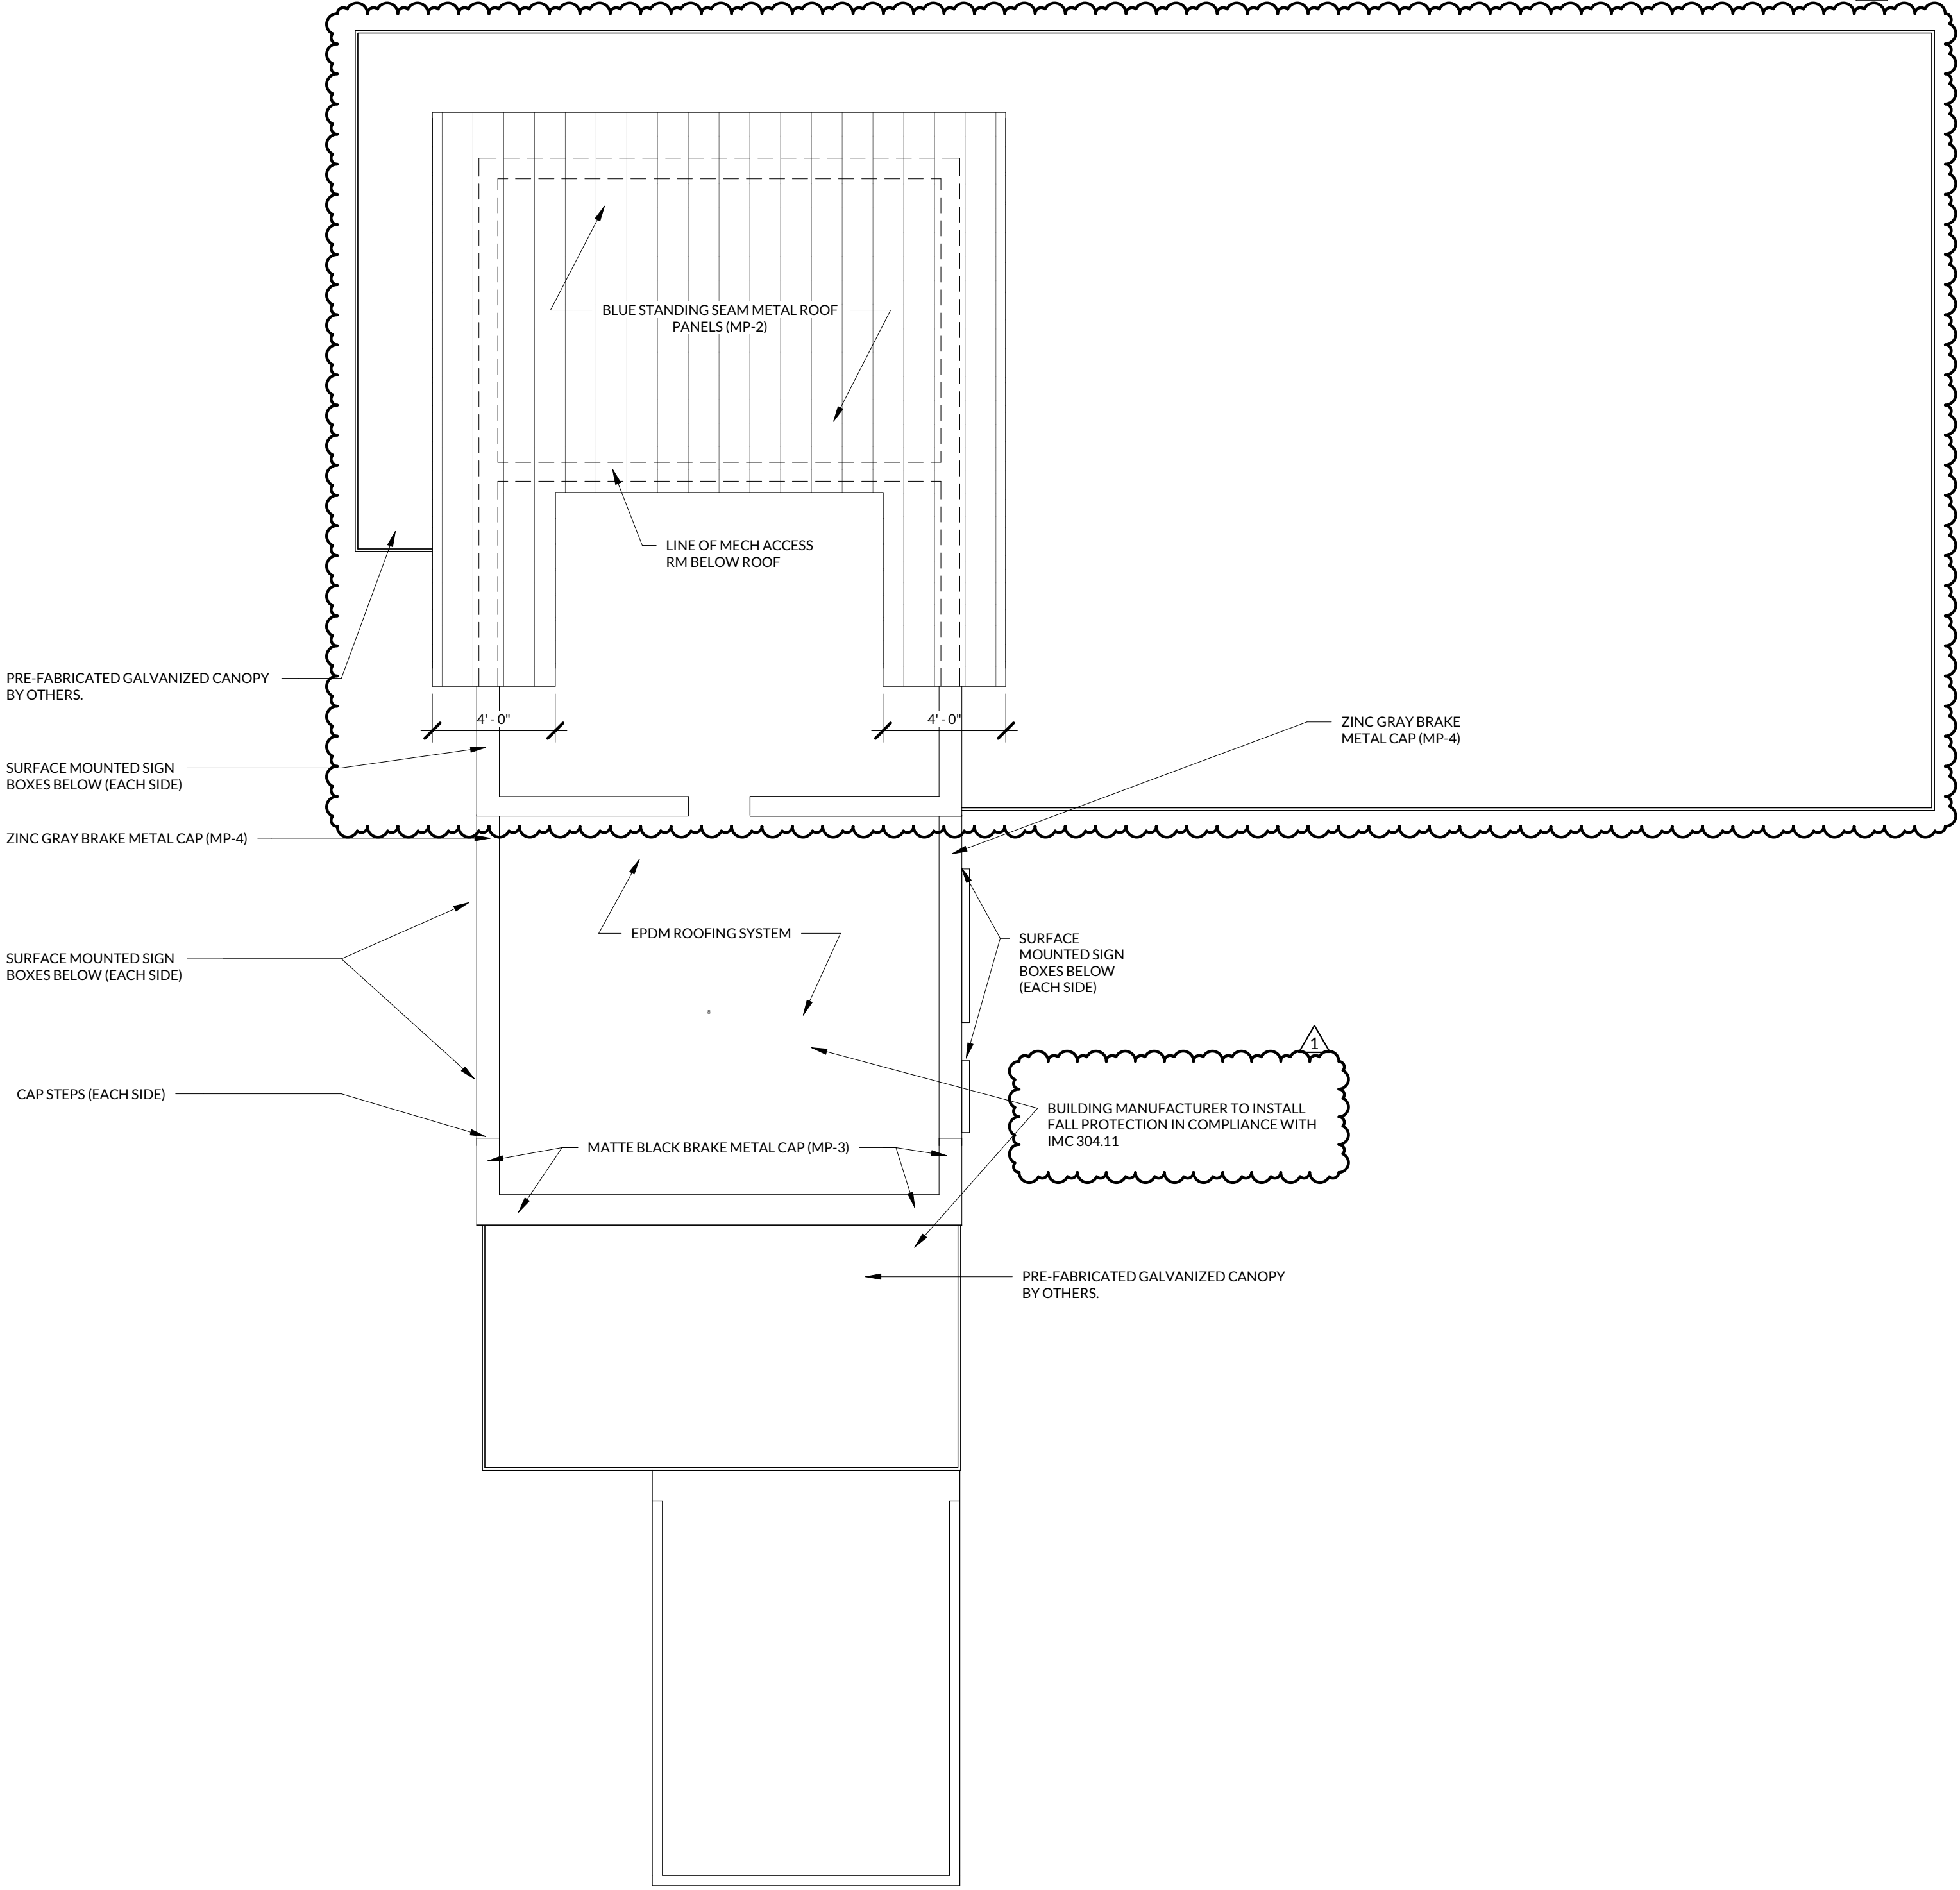 BLUE STANDING SEAM METAL ROOF
PANELS (MP-2)
LINE OF MECH ACCESS
RM BELOW ROOF
PRE-FABRICATED GALVANIZED CANOPY
BY OTHERS.
4' - 0"
4' - 0"
ZINC GRAY BRAKE
METAL CAP (MP-4)
SURFACE MOUNTED SIGN
BOXES BELOW (EACH SIDE)
ZINC GRAY BRAKE METAL CAP (MP-4)
EPDM ROOFING SYSTEM
SURFACE
MOUNTED SIGN
BOXES BELOW
(EACH SIDE)
SURFACE MOUNTED SIGN
BOXES BELOW (EACH SIDE)
1
CAP STEPS (EACH SIDE)
BUILDING MANUFACTURER TO INSTALL
FALL PROTECTION IN COMPLIANCE WITH
IMC 304.11
MATTE BLACK BRAKE METAL CAP (MP-3)
PRE-FABRICATED GALVANIZED CANOPY
BY OTHERS.